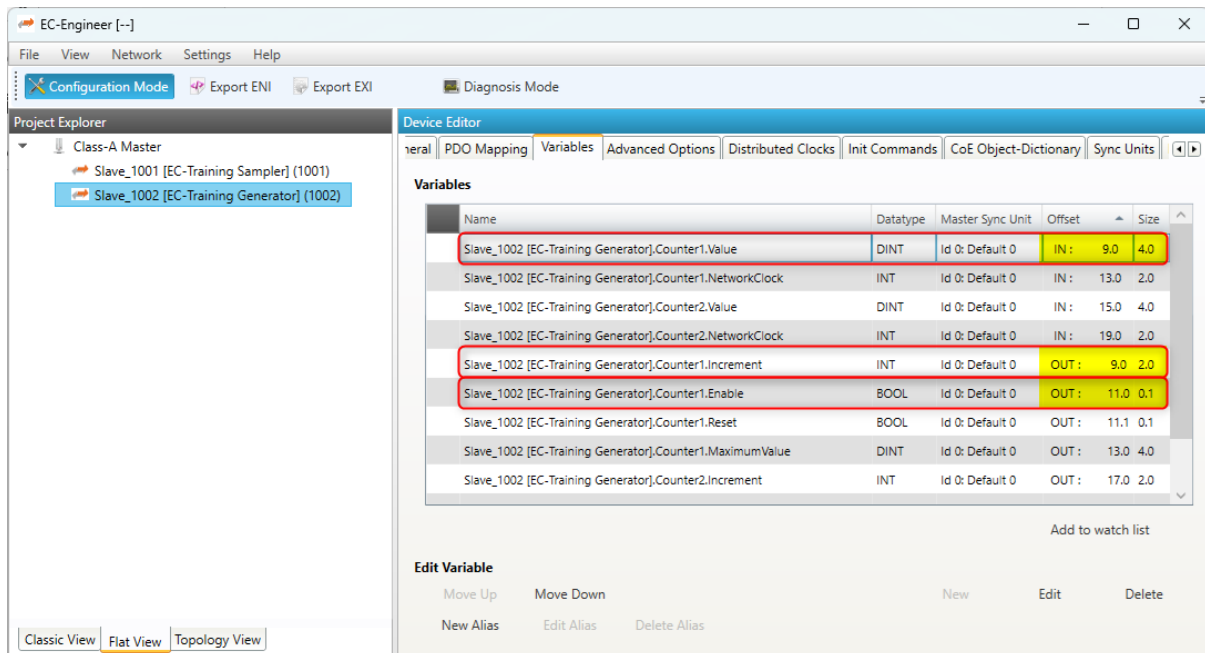 EC-Engineer [--]
File View Network Settings Help
Configuration Mode Export ENI Export EXI Diagnosis Mode
Project Explorer
Class-A Master
Slave_1001 [EC-Training Sampler] (1001)
Slave_1002 [EC-Training Generator] (1002)
Classic View Flat View Topology View
Device Editor
neral PDO Mapping Variables Advanced Options Distributed Clocks Init Commands CoE Object-Dictionary Sync Units
Variables
Name Datatype Master Sync Unit Offset Size
Slave_1002 [EC-Training Generator].Counter1.Value DINT Id 0: Default 0 IN : 9.0 4.0
Slave_1002 [EC-Training Generator].Counter1.NetworkClock INT Id 0: Default 0 IN : 13.0 2.0
Slave_1002 [EC-Training Generator].Counter2.Value DINT Id 0: Default 0 IN : 15.0 4.0
Slave_1002 [EC-Training Generator].Counter2.NetworkClock INT Id 0: Default 0 IN : 19.0 2.0
Slave_1002 [EC-Training Generator].Counter1.Increment INT Id 0: Default 0 OUT : 9.0 2.0
Slave_1002 [EC-Training Generator].Counter1.Enable BOOL Id 0: Default 0 OUT : 11.0 0.1
Slave_1002 [EC-Training Generator].Counter1.Reset BOOL Id 0: Default 0 OUT : 11.1 0.1
Slave_1002 [EC-Training Generator].Counter1.MaximumValue DINT Id 0: Default 0 OUT : 13.0 4.0
Slave_1002 [EC-Training Generator].Counter2.Increment INT Id 0: Default 0 OUT : 17.0 2.0
Add to watch list
Edit Variable
Move Up Move Down New Edit Delete
New Alias Edit Alias Delete Alias